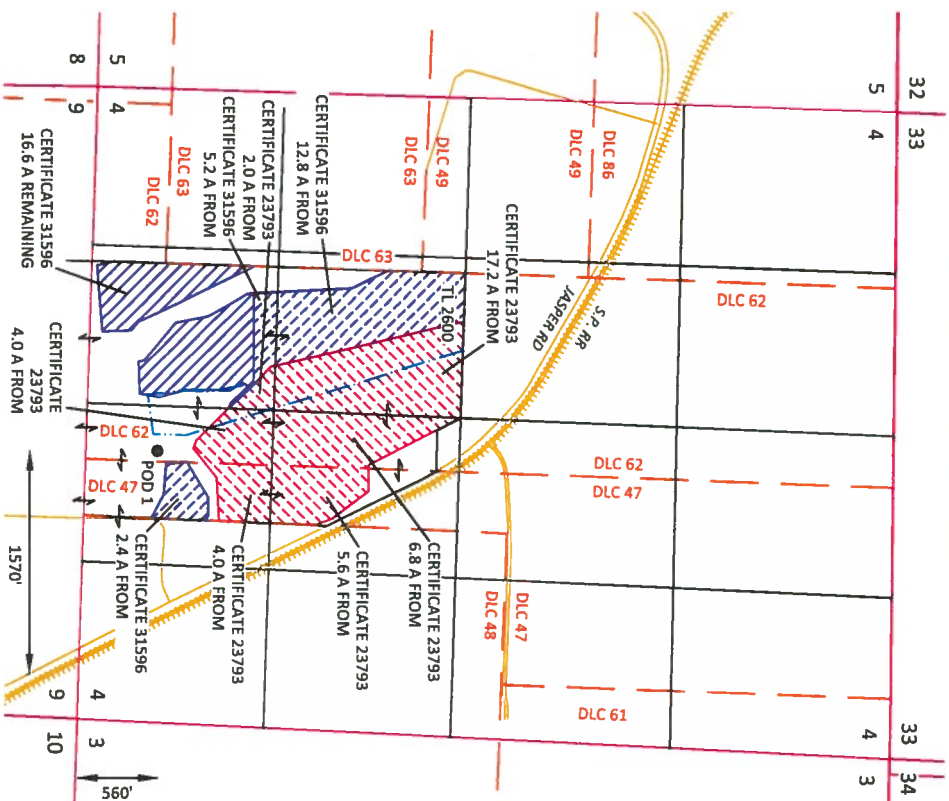 32
33
5
4
33
34
4
3
5
4
8
9
4
3
9
10
DLC 86
DLC 49
DLC 49
DLC 63
DLC 63
DLC 62
DLC 63
DLC 62
DLC 62
DLC 47
DLC 47
DLC 48
DLC 61
DLC 62
DLC 47
S.P. RR
JASPER RD
TL 2600
CERTIFICATE 23793
17.2 A FROM
CERTIFICATE 31596
12.8 A FROM
CERTIFICATE 23793
2.0 A FROM
CERTIFICATE 31596
5.2 A FROM
CERTIFICATE 31596
16.6 A REMAINING
CERTIFICATE
23793
4.0 A FROM
CERTIFICATE 23793
6.8 A FROM
CERTIFICATE 23793
5.6 A FROM
CERTIFICATE 23793
4.0 A FROM
CERTIFICATE 31596
2.4 A FROM
POD 1
1570'
560'